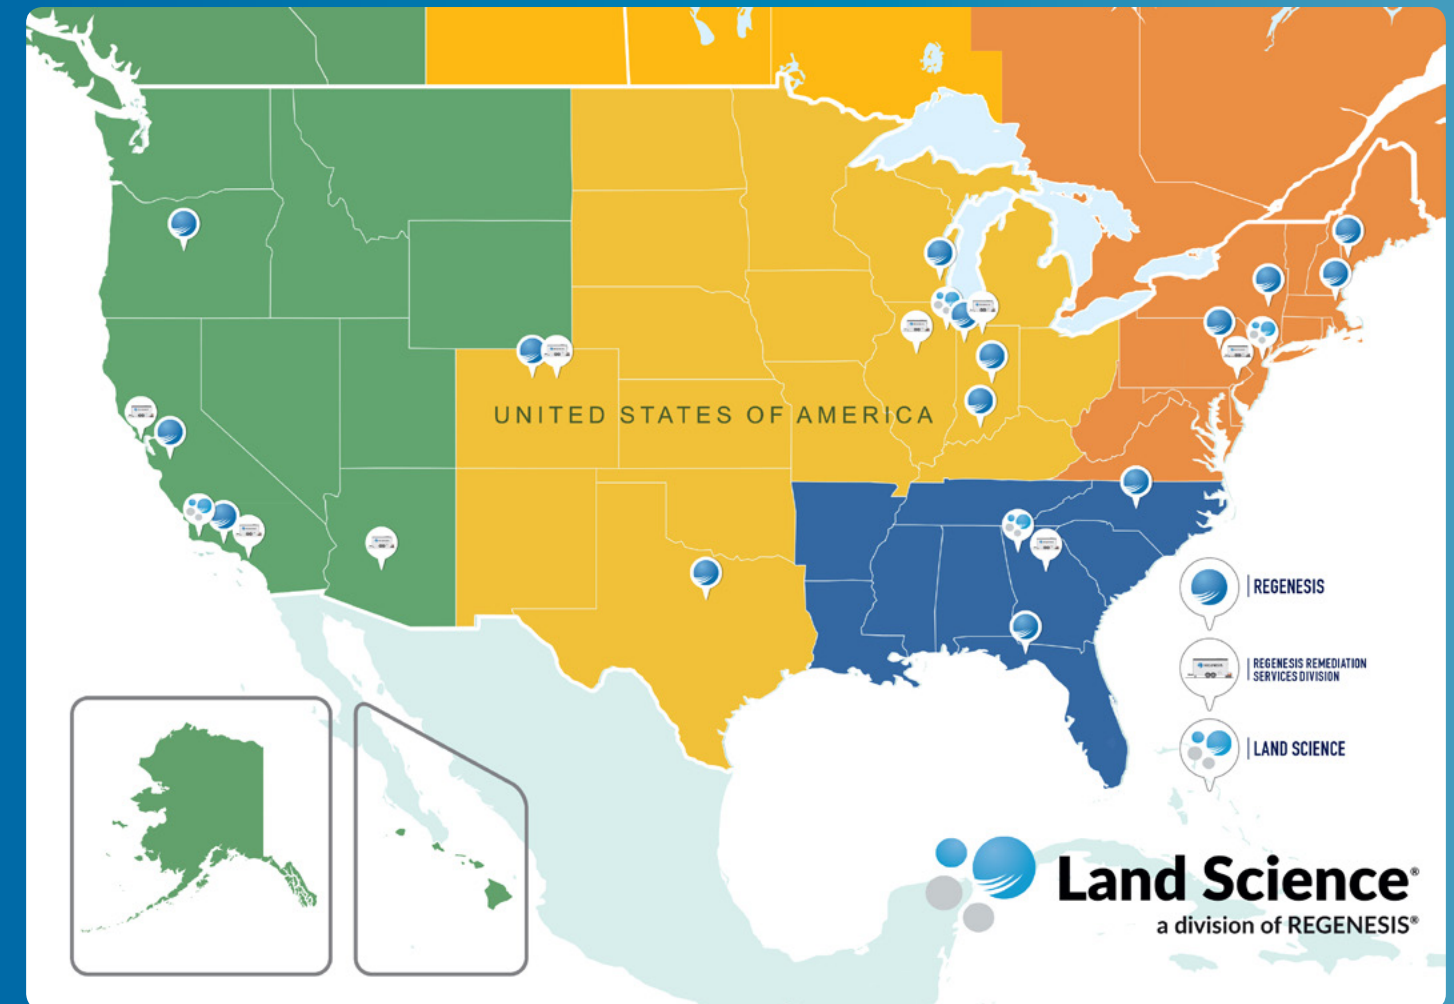 UNITED STATES OF AMERICA
REGENESIS
REGENESIS REMEDIATION
SERVICES DIVISION
LAND SCIENCE
Land Science®
a division of REGENESIS®